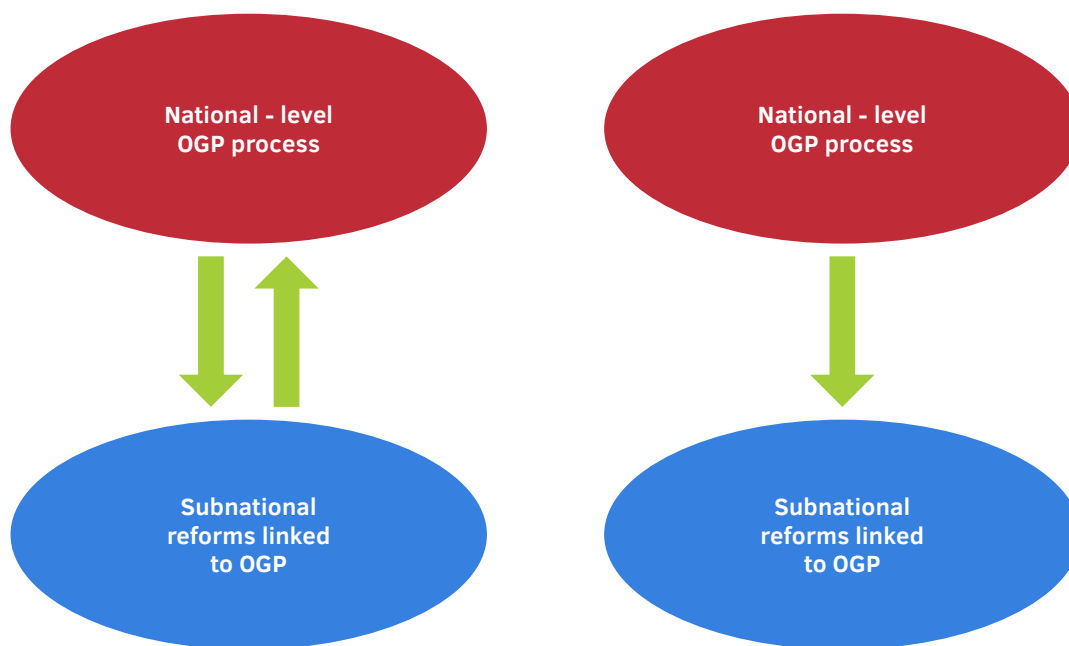 National - level
OGP process
National - level
OGP process
Subnational
reforms linked
to OGP
Subnational
reforms linked
to OGP